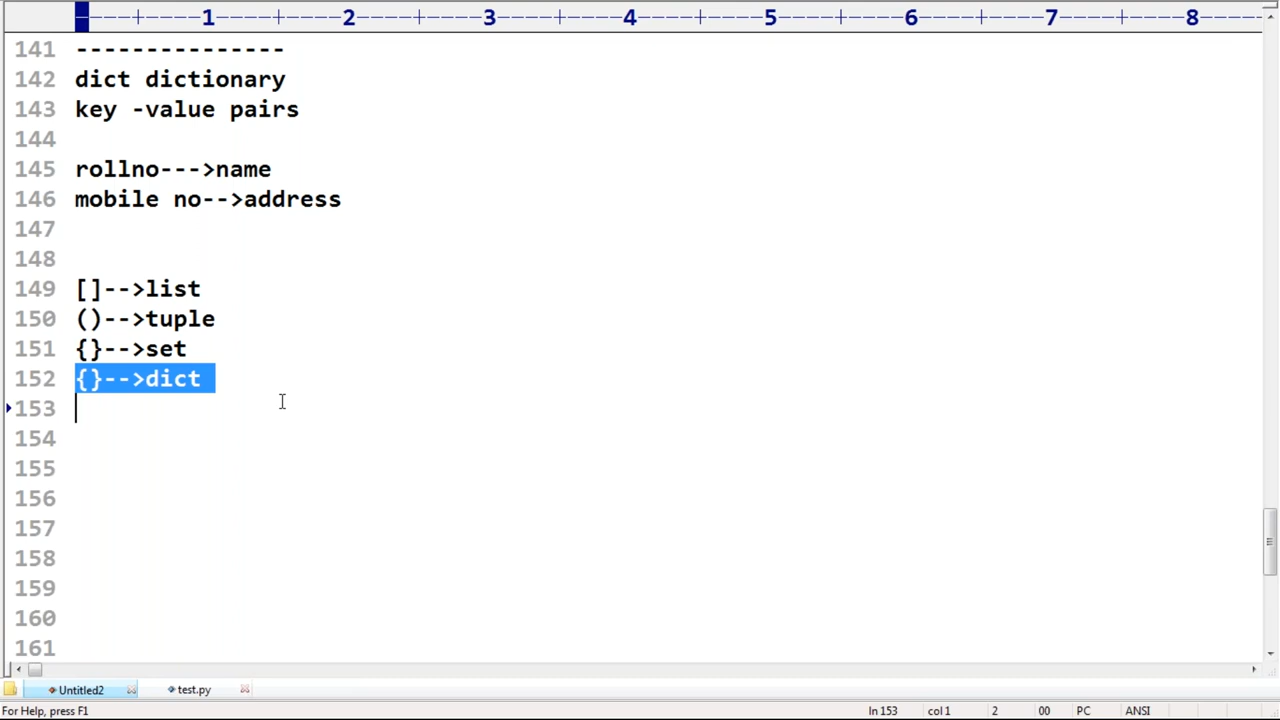 1 2 3 4 5 6 7 8
141 ---------------
142 dict dictionary
143 key -value pairs
144
145 rollno--->name
146 mobile no-->address
147
148
149 []-->list
150 ()-->tuple
151 {}-->set
152 {}-->dict
153
154
155
156
157
158
159
160
161
Untitled2 test.py
For Help, press F1 ln 153 col 1 2 00 PC ANSI